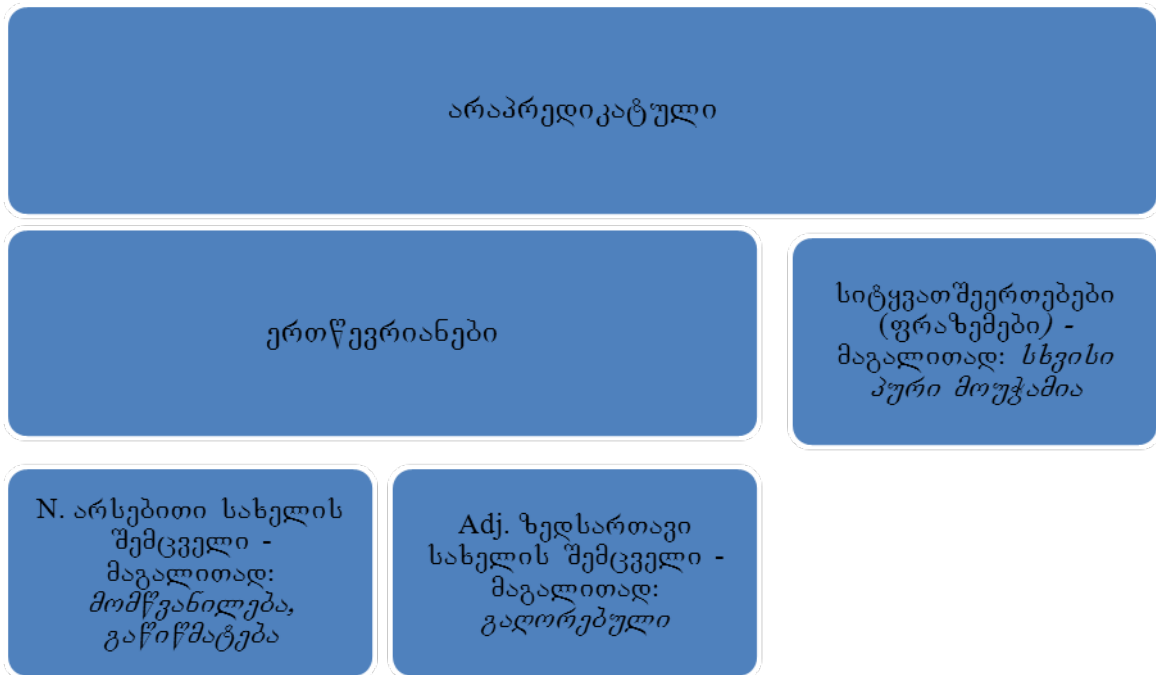 არაპრედიკატული
ერთწევრიანები
სიტყვათშეერთებები
(ფრაზემები) -
მაგალითად: სხვისი
პური მოუჭამია
N. არსებითი სახელის
შემცველი -
მაგალითად:
მომწვანილება,
გაწიწმატება
Adj. ზედსართავი
სახელის შემცველი -
მაგალითად:
გაღორებული